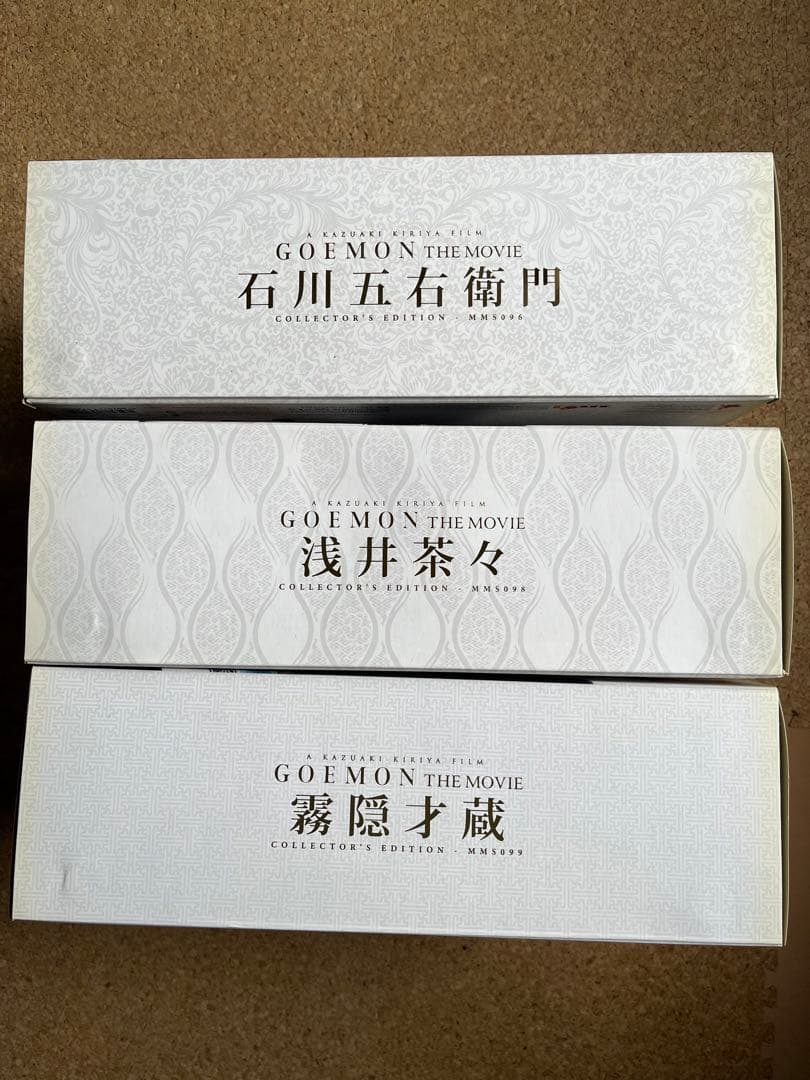 A KAZUAKI KIRIYA FILM
GOEMON THE MOVIE
石川五右衛門
COLLECTOR'S EDITION - MMS096
A KAZUAKI KIRIYA FILM
GOEMON THE MOVIE
浅井茶々
COLLECTOR'S EDITION - MMS098
A KAZUAKI KIRIYA FILM
GOEMON THE MOVIE
霧隠才蔵
COLLECTOR'S EDITION - MMS099